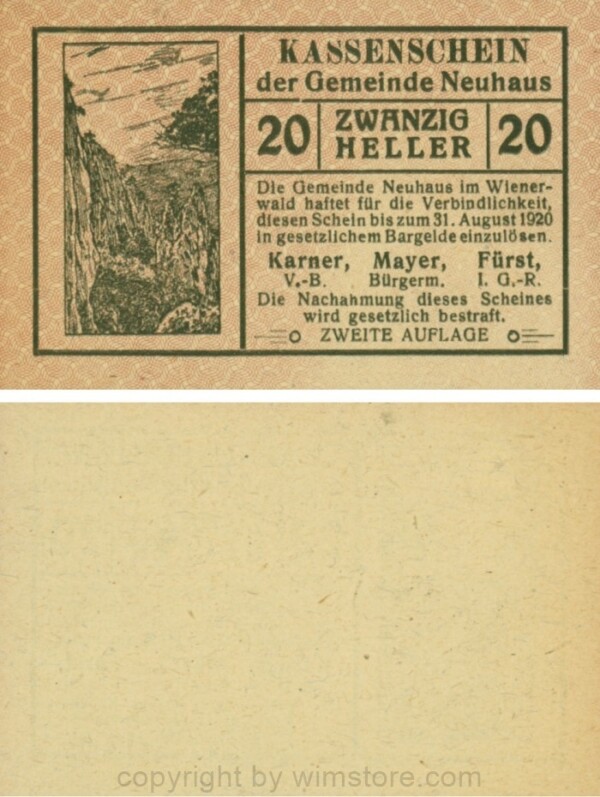 KASSENSCHEIN
der Gemeinde Neuhaus
20 ZWANZIG HELLER 20
Die Gemeinde Neuhaus im Wiener-
wald haftet für die Verbindlichkeit,
diesen Schein bis zum 31. August 1920
in gesetzlichem Bargelde einzulösen.
Karner, Mayer, Fürst,
V.-B. Bürgerm. I. G.-R.
Die Nachahmung dieses Scheines
wird gesetzlich bestraft.
ZWEITE AUFLAGE
copyright by wimstore.com